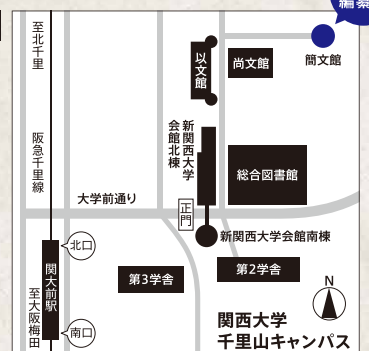 編集
至北千里
以文館
尚文館
簡文館
阪急千里線
新関西大学
会館北棟
総合図書館
大学前通り
正門
北口
新関西大学会館南棟
関大前駅
第3学舎
第2学舎
至大阪梅田
南口
N
関西大学
千里山キャンパス